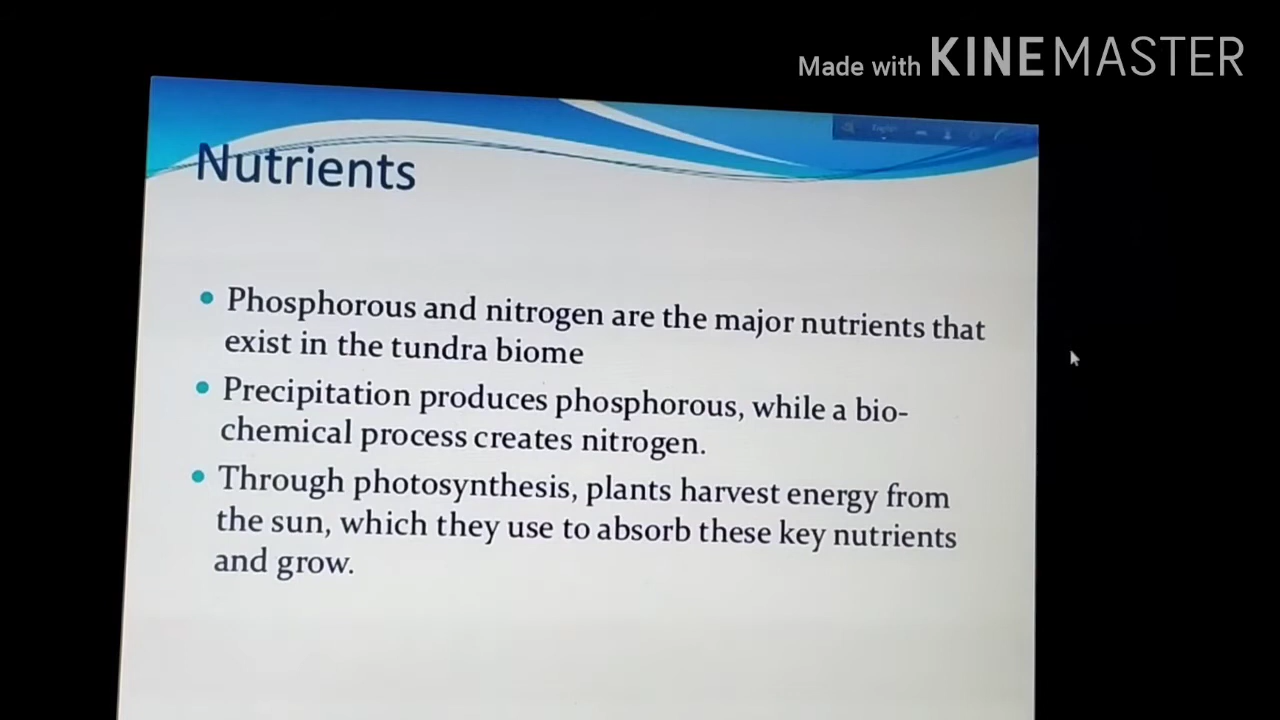 Made with KINEMASTER
Nutrients
Phosphorous and nitrogen are the major nutrients that
exist in the tundra biome
Precipitation produces phosphorous, while a bio-
chemical process creates nitrogen.
Through photosynthesis, plants harvest energy from
the sun, which they use to absorb these key nutrients
and grow.